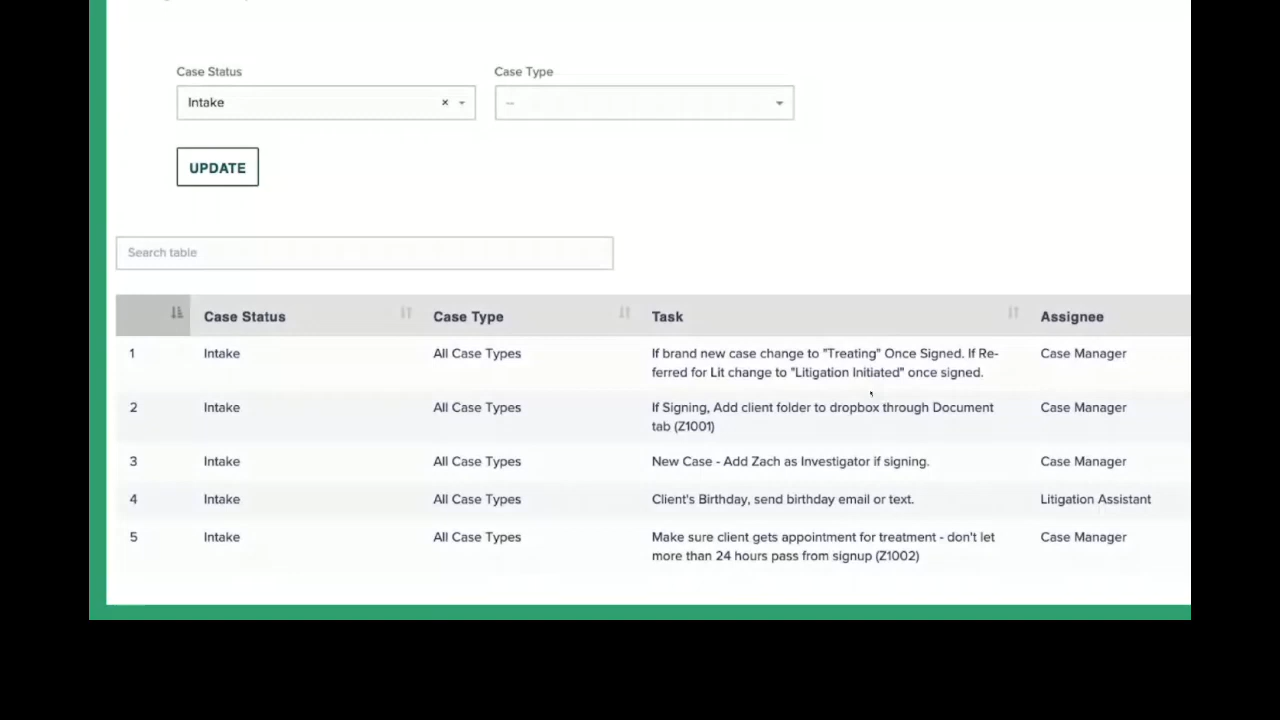 Case Status Case Type
Intake × --
UPDATE
Search table
Case Status Case Type Task Assignee
1 Intake All Case Types If brand new case change to "Treating" Once Signed. If Re- Case Manager
ferred for Lit change to "Litigation Initiated" once signed.
2 Intake All Case Types If Signing, Add client folder to dropbox through Document Case Manager
tab (Z1001)
3 Intake All Case Types New Case - Add Zach as Investigator if signing. Case Manager
4 Intake All Case Types Client's Birthday, send birthday email or text. Litigation Assistant
5 Intake All Case Types Make sure client gets appointment for treatment - don't let Case Manager
more than 24 hours pass from signup (Z1002)